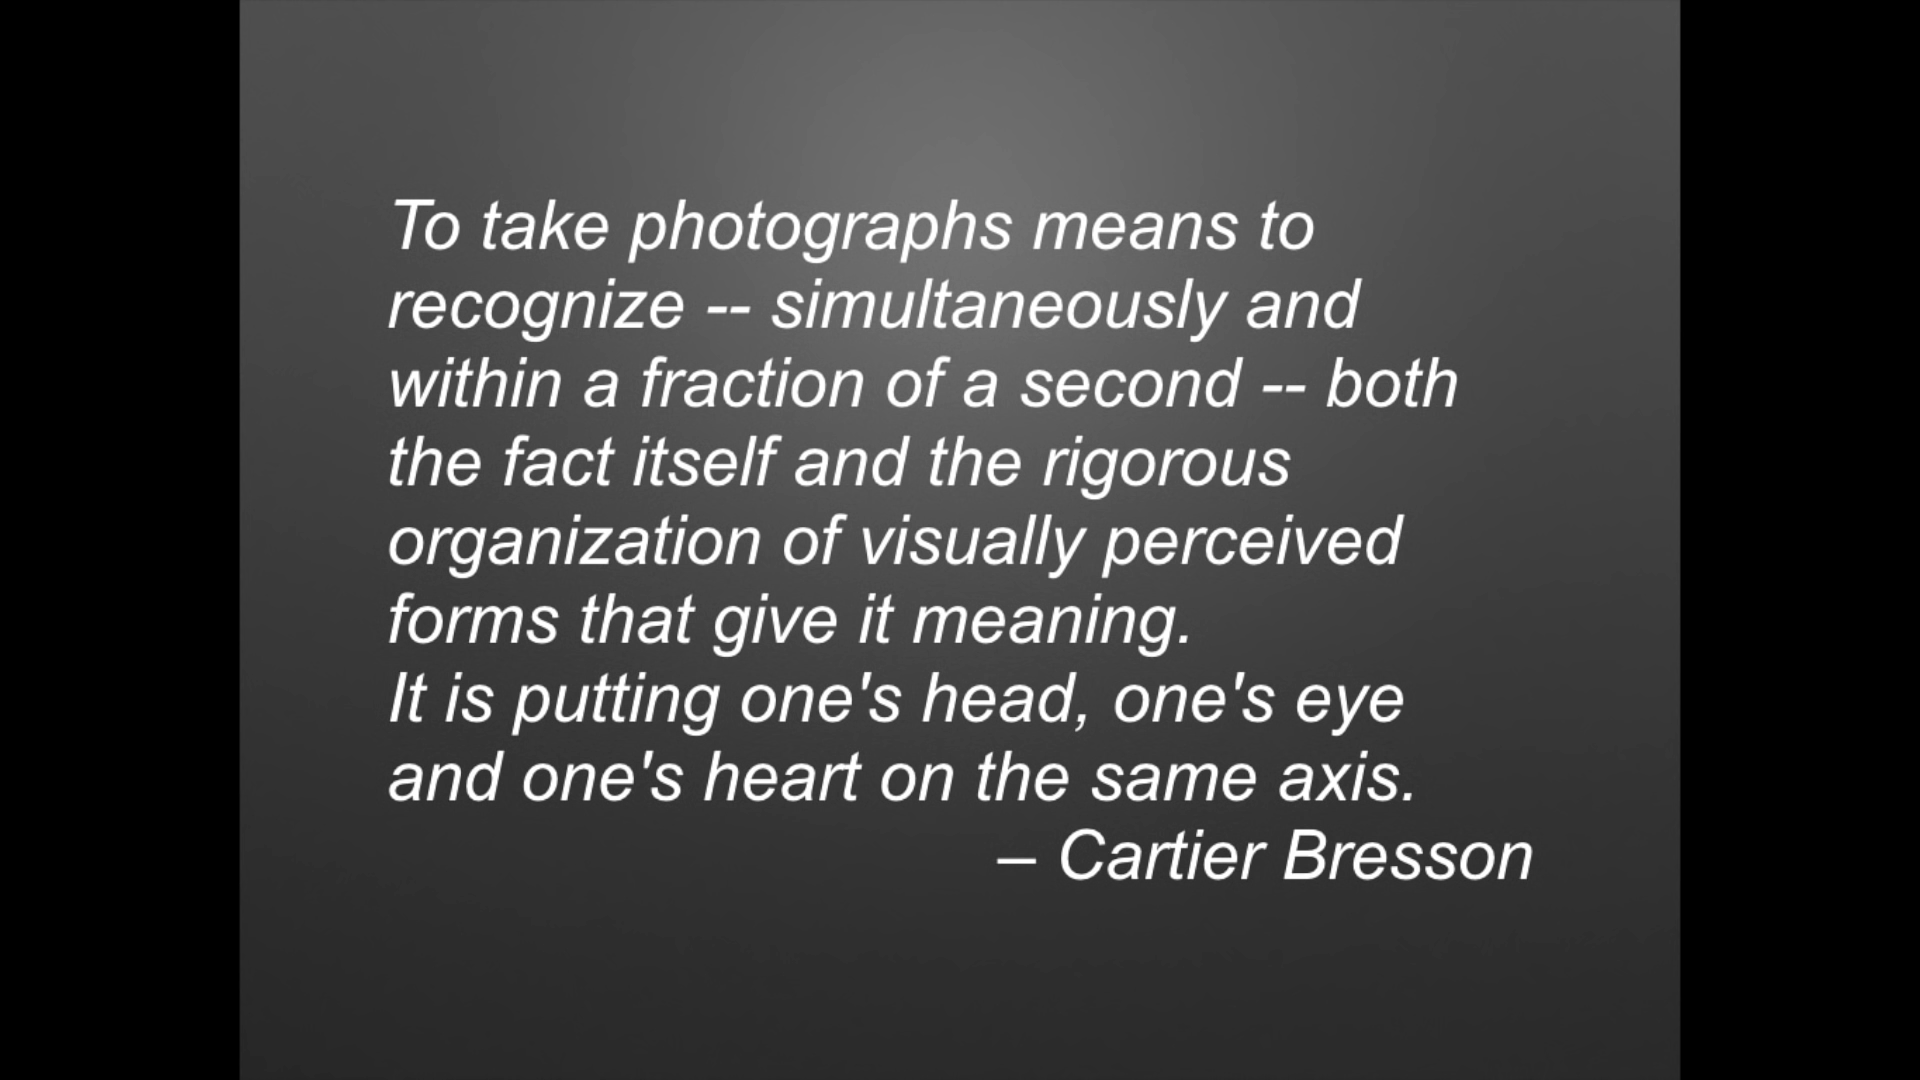 To take photographs means to
recognize -- simultaneously and
within a fraction of a second -- both
the fact itself and the rigorous
organization of visually perceived
forms that give it meaning.
It is putting one's head, one's eye
and one's heart on the same axis.
– Cartier Bresson